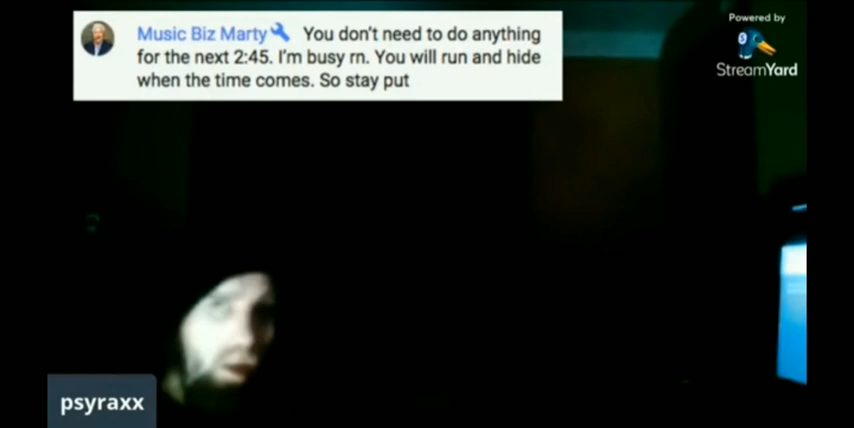 Music Biz Marty You don't need to do anything
for the next 2:45. I'm busy rn. You will run and hide
when the time comes. So stay put
Powered by
StreamYard
psyraxx